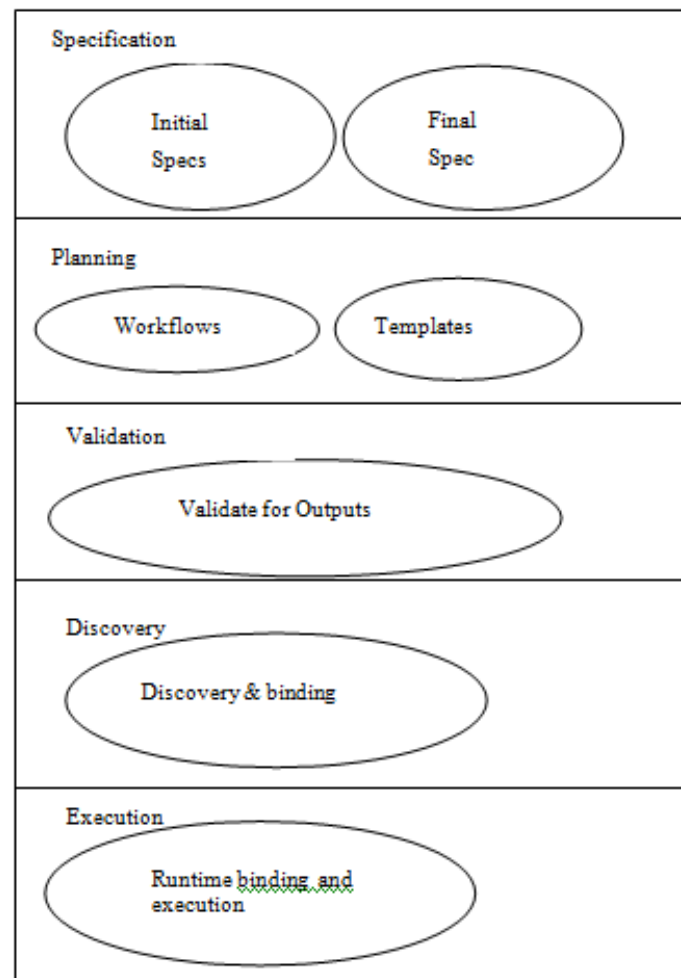 Specification
Initial
Specs
Final
Spec
Planning
Workflows
Templates
Validation
Validate for Outputs
Discovery
Discovery & binding
Execution
Runtime binding and
execution